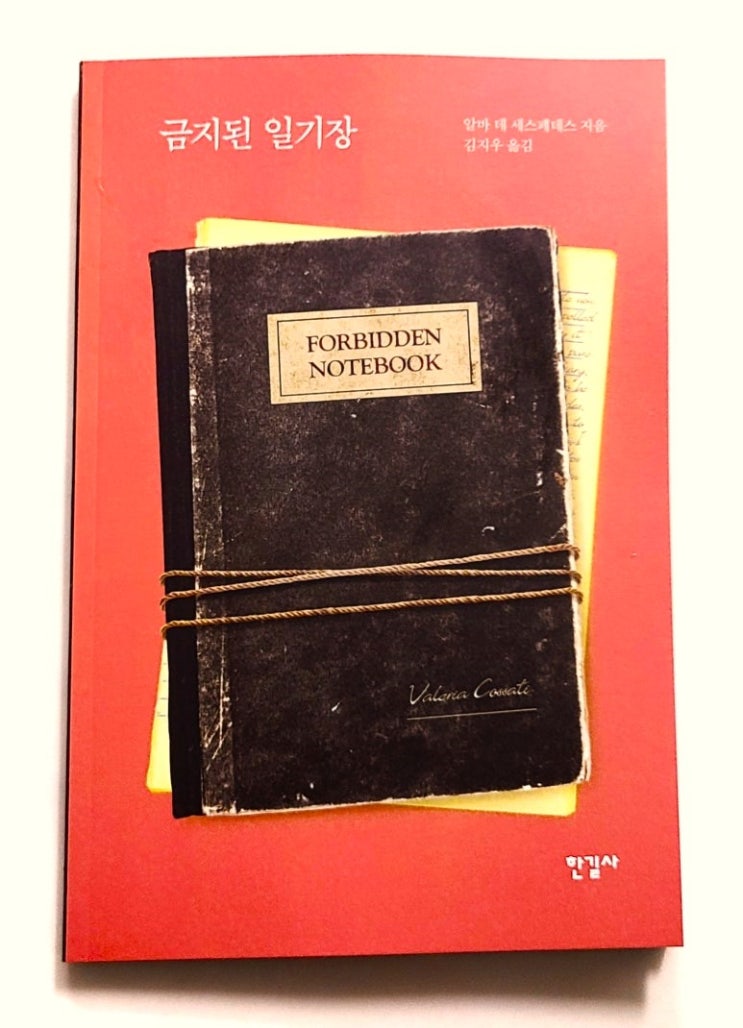 금지된 일기장
알바 데 세스페데스 지음
김지우 옮김
FORBIDDEN
NOTEBOOK
Valeria Cossati
한길사